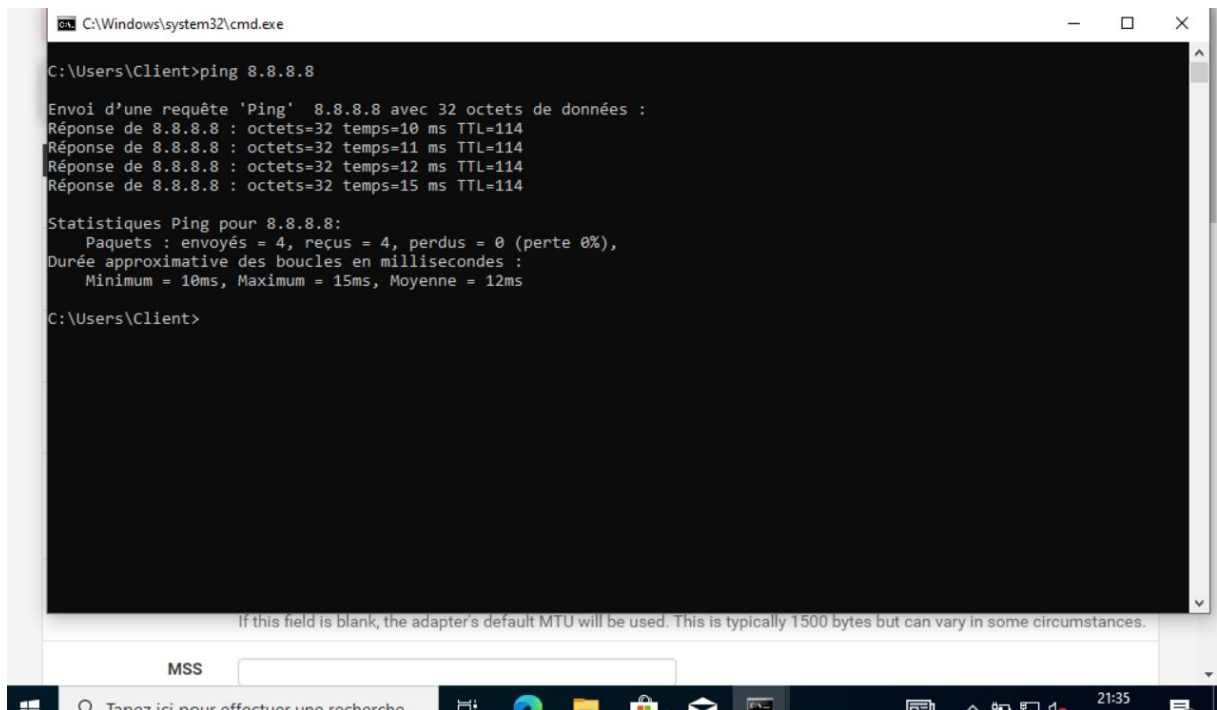 C:\Windows\system32\cmd.exe
C:\Users\Client>ping 8.8.8.8
Envoi d’une requête 'Ping'  8.8.8.8 avec 32 octets de données :
Réponse de 8.8.8.8 : octets=32 temps=10 ms TTL=114
Réponse de 8.8.8.8 : octets=32 temps=11 ms TTL=114
Réponse de 8.8.8.8 : octets=32 temps=12 ms TTL=114
Réponse de 8.8.8.8 : octets=32 temps=15 ms TTL=114
Statistiques Ping pour 8.8.8.8:
Paquets : envoyés = 4, reçus = 4, perdus = 0 (perte 0%),
Durée approximative des boucles en millisecondes :
Minimum = 10ms, Maximum = 15ms, Moyenne = 12ms
C:\Users\Client>
If this field is blank, the adapter's default MTU will be used. This is typically 1500 bytes but can vary in some circumstances.
MSS
Tapez ici pour effectuer une recherche
21:35